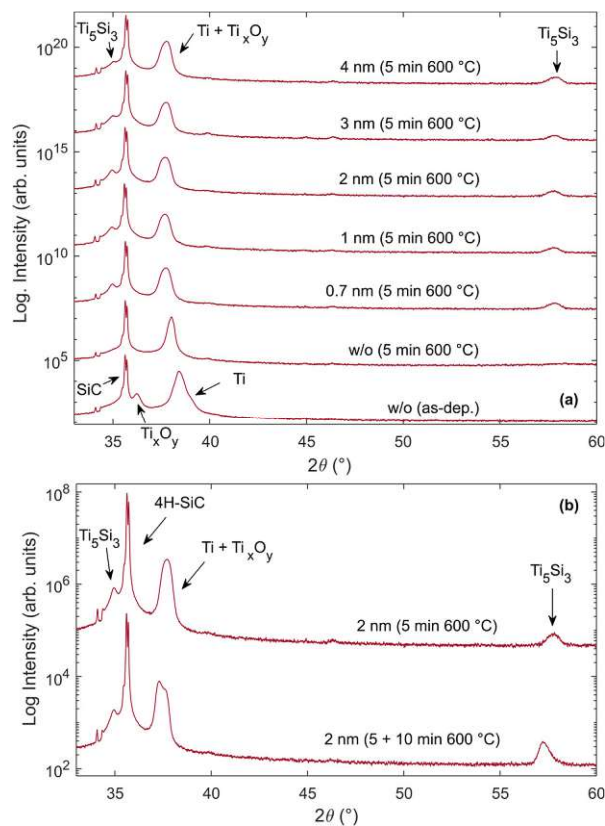 Ti5Si3
Ti + TixOy
Ti5Si3
10^20
4 nm (5 min 600 °C)
3 nm (5 min 600 °C)
10^15
2 nm (5 min 600 °C)
1 nm (5 min 600 °C)
10^10
0.7 nm (5 min 600 °C)
w/o (5 min 600 °C)
10^5
SiC
Ti
(a)
TixOy
w/o (as-dep.)
Log. Intensity (arb. units)
35 40 45 50 55 60
2θ (°)
10^8
4H-SiC
(b)
Ti5Si3
Ti + TixOy
Ti5Si3
10^6
2 nm (5 min 600 °C)
10^4
2 nm (5 + 10 min 600 °C)
10^2
Log Intensity (arb. units)
35 40 45 50 55 60
2θ (°)